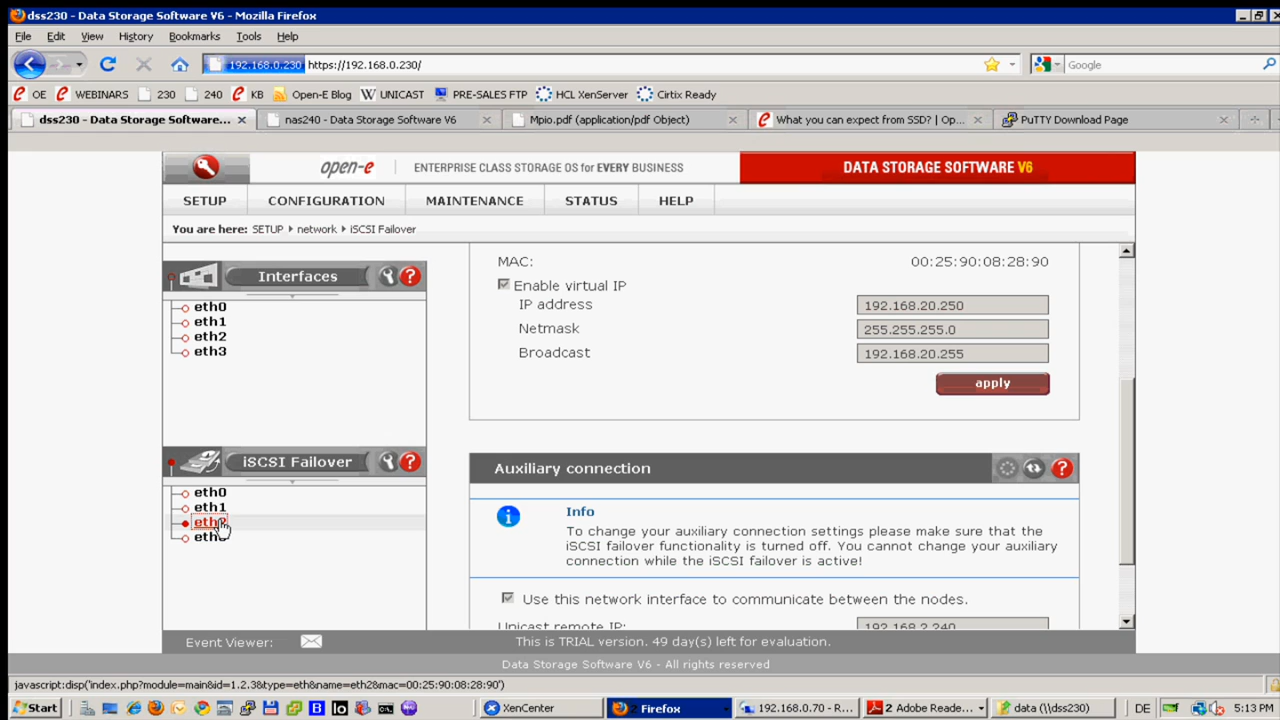 dss230 - Data Storage Software V6 - Mozilla Firefox
File Edit View History Bookmarks Tools Help
192.168.0.230 https://192.168.0.230/ Google
OE WEBINARS 230 240 KB Open-E Blog UNICAST PRE-SALES FTP HCL XenServer Cirtix Ready
dss230 - Data Storage Software... nas240 - Data Storage Software V6 Mpio.pdf (application/pdf Object) What you can expect from SSD? | Op... PuTTY Download Page
open-e ENTERPRISE CLASS STORAGE OS for EVERY BUSINESS DATA STORAGE SOFTWARE V6
SETUP CONFIGURATION MAINTENANCE STATUS HELP
You are here: SETUP network iSCSI Failover
Interfaces
eth0
eth1
eth2
eth3
iSCSI Failover
eth0
eth1
MAC: 00:25:90:08:28:90
Enable virtual IP
IP address 192.168.20.250
Netmask 255.255.255.0
Broadcast 192.168.20.255
apply
Auxiliary connection
Info
To change your auxiliary connection settings please make sure that the
iSCSI failover functionality is turned off. You cannot change your auxiliary
connection while the iSCSI failover is active!
Use this network interface to communicate between the nodes.
Unicast remote IP: 192.168.2.240
Event Viewer: This is TRIAL version. 49 day(s) left for evaluation.
Data Storage Software V6 - All rights reserved
javascript:disp('index.php?module=main&id=1.2.3&type=eth&name=eth2&mac=00:25:90:08:28:90')
Start XenCenter 2 Firefox 192.168.0.70 - R... 2 Adobe Reade... data (\\dss230) DE 5:13 PM